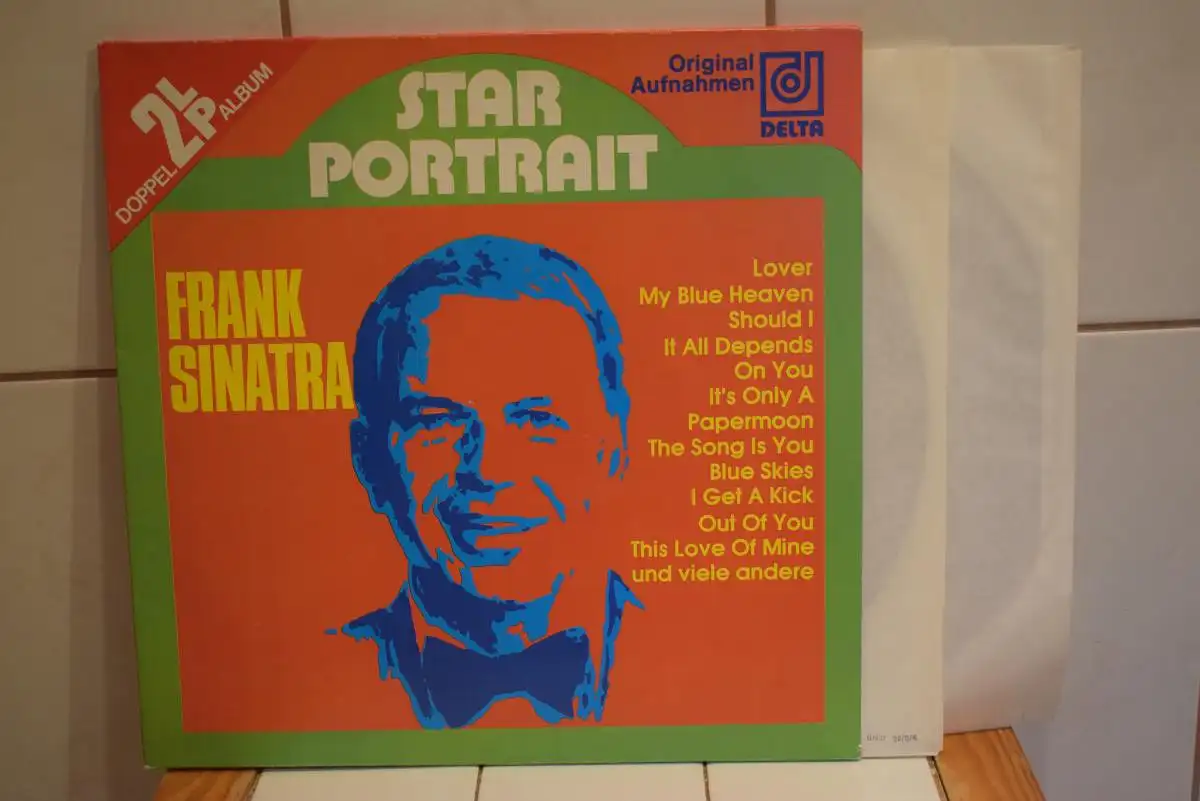 DOPPEL 2LP ALBUM
STAR
PORTRAIT
Original
Aufnahmen
DELTA
FRANK
SINATRA
Lover
My Blue Heaven
Should I
It All Depends
On You
It's Only A
Papermoon
The Song Is You
Blue Skies
I Get A Kick
Out Of You
This Love Of Mine
und viele andere